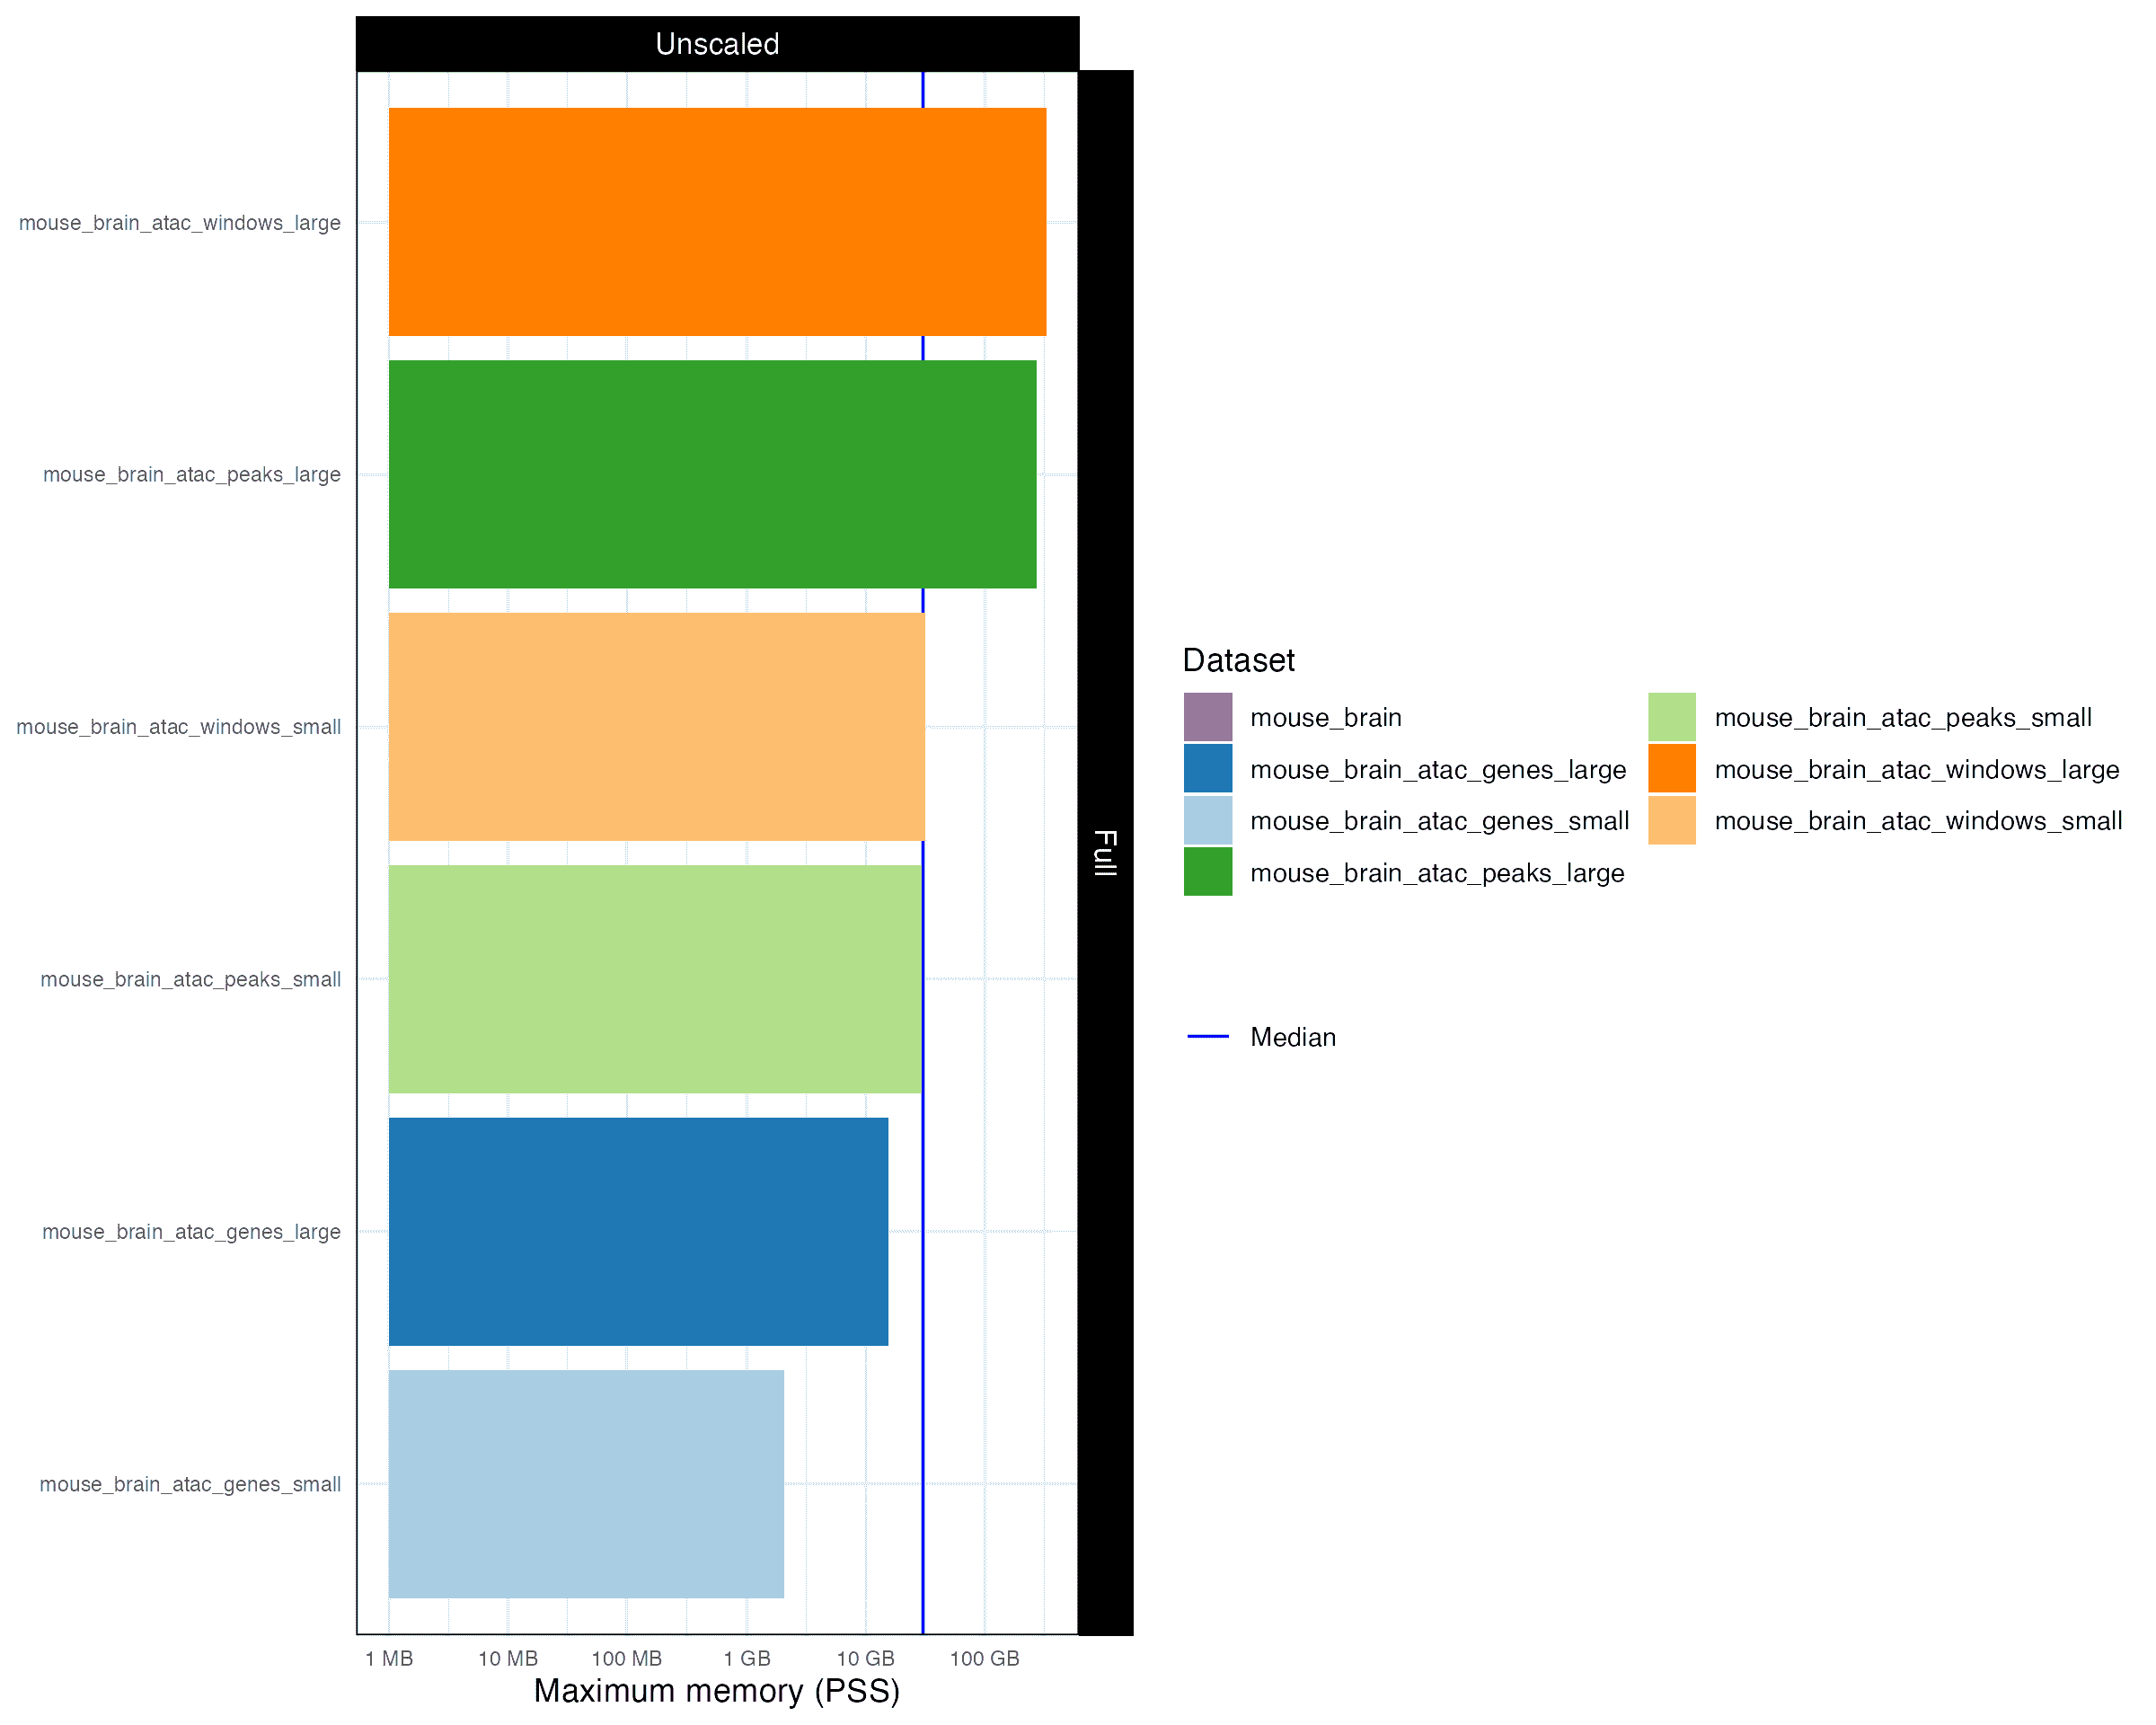 Unscaled
mouse_brain_atac_windows_large
mouse_brain_atac_peaks_large
mouse_brain_atac_windows_small
mouse_brain_atac_peaks_small
mouse_brain_atac_genes_large
mouse_brain_atac_genes_small
1 MB 10 MB 100 MB 1 GB 10 GB 100 GB
Maximum memory (PSS)
Full
Dataset
mouse_brain
mouse_brain_atac_genes_large
mouse_brain_atac_genes_small
mouse_brain_atac_peaks_large
mouse_brain_atac_peaks_small
mouse_brain_atac_windows_large
mouse_brain_atac_windows_small
Median